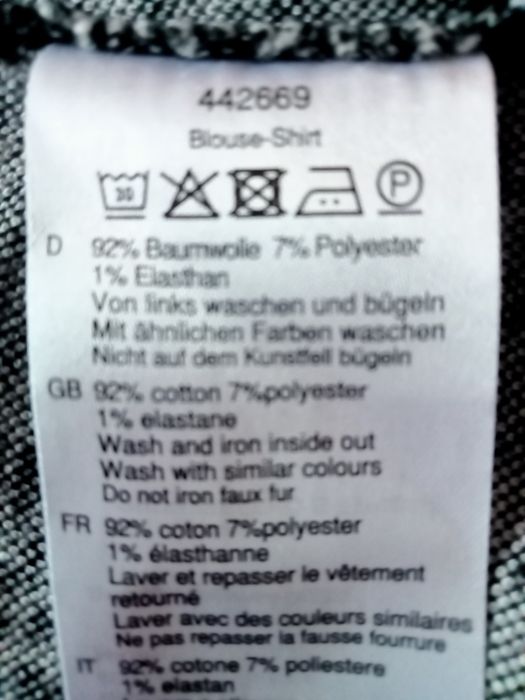 442669
Blouse-Shirt
30
P
D 92% Baumwolle 7% Polyester
1% Elasthan
Von links waschen und bügeln
Mit ähnlichen Farben waschen
Nicht auf dem Kunstfell bügeln
GB 92% cotton 7%polyester
1% elastane
Wash and iron inside out
Wash with similar colours
Do not iron faux fur
FR 92% coton 7%polyester
1% élasthanne
Laver et repasser le vêtement
retourné
Laver avec des couleurs similaires
Ne pas repasser la fausse fourrure
IT 92% cotone 7% poliestere
1% elastan